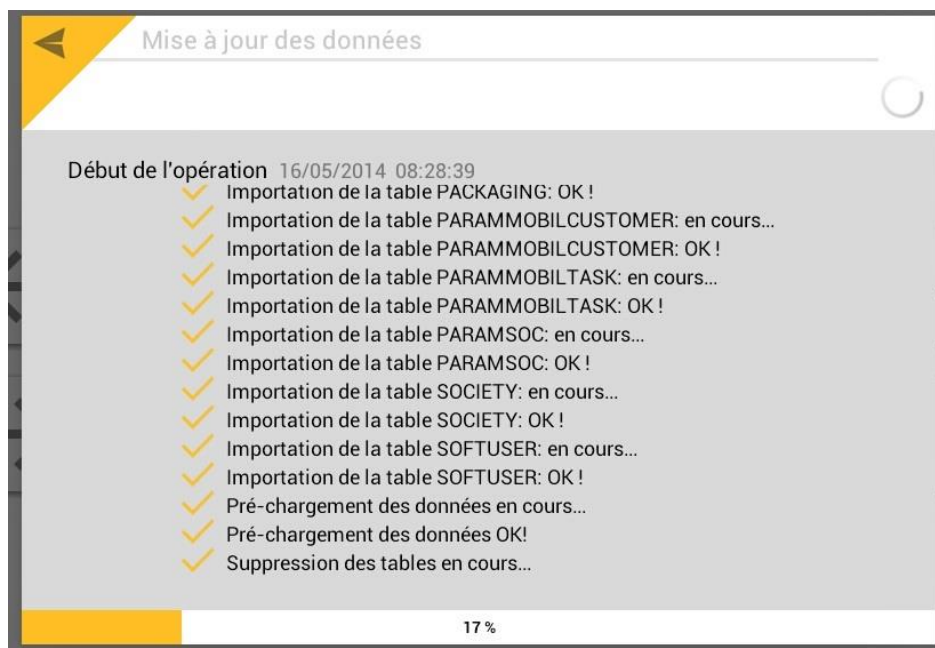 Mise à jour des données
Début de l'opération 16/05/2014 08:28:39
Importation de la table PACKAGING: OK !
Importation de la table PARAMMOBILCUSTOMER: en cours...
Importation de la table PARAMMOBILCUSTOMER: OK !
Importation de la table PARAMMOBILTASK: en cours...
Importation de la table PARAMMOBILTASK: OK !
Importation de la table PARAMSOC: en cours...
Importation de la table PARAMSOC: OK !
Importation de la table SOCIETY: en cours...
Importation de la table SOCIETY: OK !
Importation de la table SOFTUSER: en cours...
Importation de la table SOFTUSER: OK !
Pré-chargement des données en cours...
Pré-chargement des données OK!
Suppression des tables en cours...
17 %